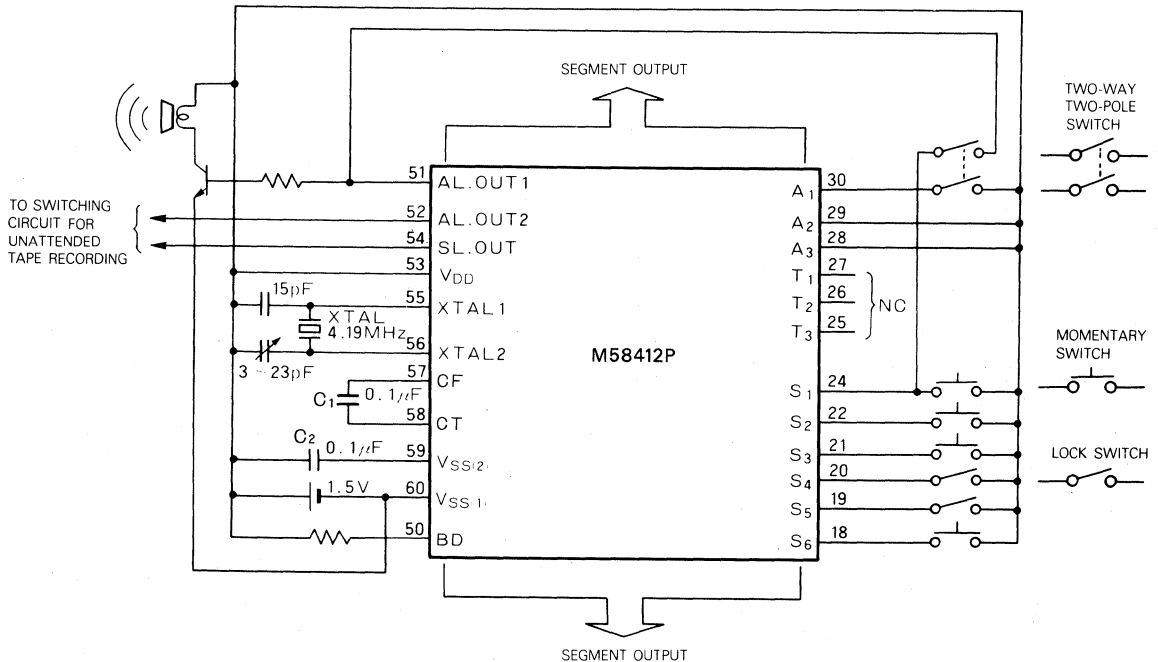 SEGMENT OUTPUT
TWO-WAY
TWO-POLE
SWITCH
TO SWITCHING
CIRCUIT FOR
UNATTENDED
TAPE RECORDING
51 AL.OUT1
52 AL.OUT2
54 SL.OUT
53 VDD
15pF
55 XTAL1
XTAL
4.19MHz
56 XTAL2
3 ~ 23pF
57 CF
C1 0.1μF
58 CT
C2 0.1μF
59 VSS(2)
1.5V
60 VSS(1)
50 BD
M58412P
A1 30
A2 29
A3 28
T1 27
T2 26
T3 25
NC
S1 24
S2 22
S3 21
S4 20
S5 19
S6 18
MOMENTARY
SWITCH
LOCK SWITCH
SEGMENT OUTPUT